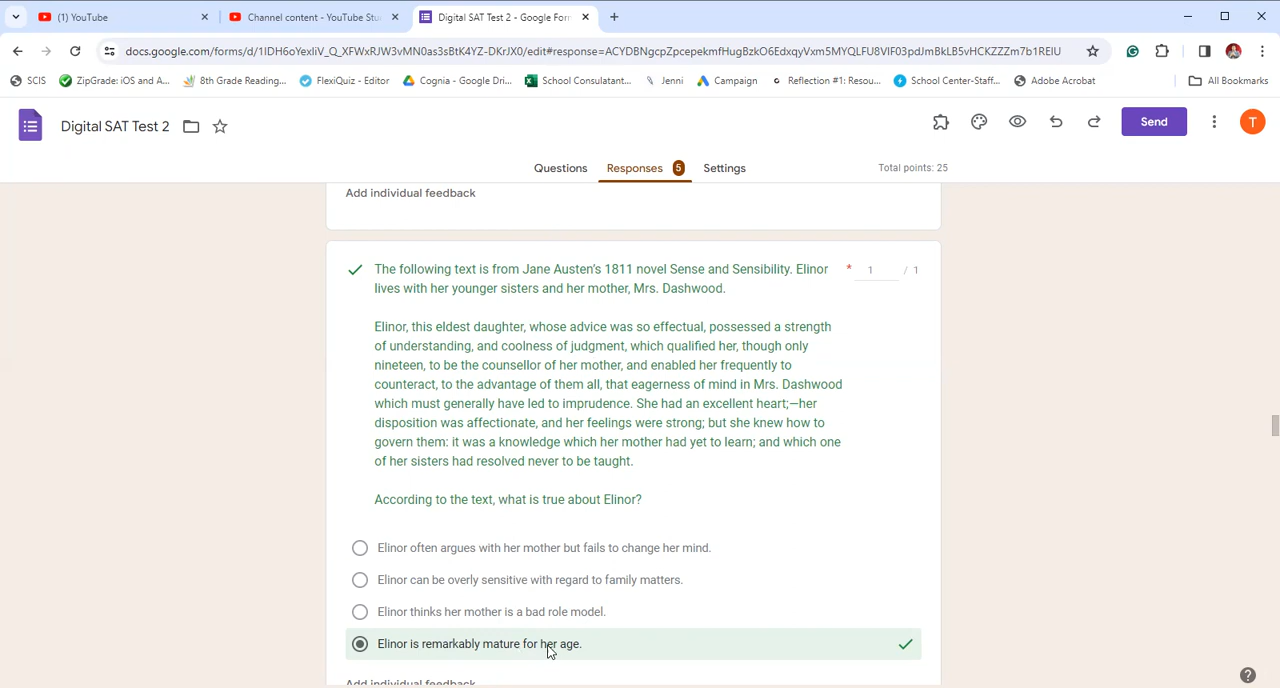 (1) YouTube
Channel content - YouTube Stu
Digital SAT Test 2 - Google Form
docs.google.com/forms/d/1IDH6oYexIiV_Q_XFWxRJW3vMN0as3sBtK4YZ-DKrJX0/edit#response=ACYDBNgcpZpcepekmfHugBzkO6EdxqyVxm5MYQLFU8VlF03pdJmBkLB5vHCKZZZm7b1RElU
SCIS
ZipGrade: iOS and A...
8th Grade Reading...
FlexiQuiz - Editor
Cognia - Google Dri...
School Consulatant...
Jenni
Campaign
Reflection #1: Resou...
School Center-Staff...
Adobe Acrobat
All Bookmarks
Digital SAT Test 2
Send
T
Questions
Responses 5
Settings
Total points: 25
Add individual feedback
The following text is from Jane Austen's 1811 novel Sense and Sensibility. Elinor * 1 / 1
lives with her younger sisters and her mother, Mrs. Dashwood.
Elinor, this eldest daughter, whose advice was so effectual, possessed a strength
of understanding, and coolness of judgment, which qualified her, though only
nineteen, to be the counsellor of her mother, and enabled her frequently to
counteract, to the advantage of them all, that eagerness of mind in Mrs. Dashwood
which must generally have led to imprudence. She had an excellent heart;—her
disposition was affectionate, and her feelings were strong; but she knew how to
govern them: it was a knowledge which her mother had yet to learn; and which one
of her sisters had resolved never to be taught.
According to the text, what is true about Elinor?
Elinor often argues with her mother but fails to change her mind.
Elinor can be overly sensitive with regard to family matters.
Elinor thinks her mother is a bad role model.
Elinor is remarkably mature for her age.
Add individual feedback